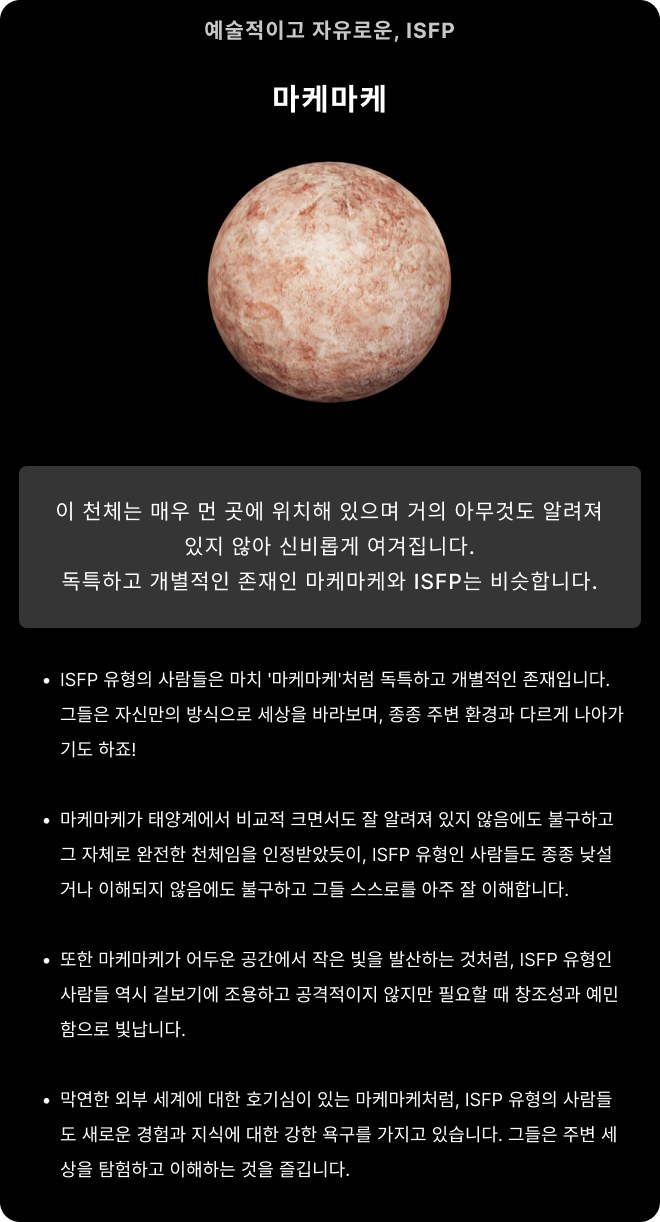 예술적이고 자유로운, ISFP
마케마케
이 천체는 매우 먼 곳에 위치해 있으며 거의 아무것도 알려져
있지 않아 신비롭게 여겨집니다.
독특하고 개별적인 존재인 마케마케와 ISFP는 비슷합니다.
• ISFP 유형의 사람들은 마치 '마케마케'처럼 독특하고 개별적인 존재입니다.
그들은 자신만의 방식으로 세상을 바라보며, 종종 주변 환경과 다르게 나아가
기도 하죠!
• 마케마케가 태양계에서 비교적 크면서도 잘 알려져 있지 않음에도 불구하고
그 자체로 완전한 천체임을 인정받았듯이, ISFP 유형인 사람들도 종종 낯설
거나 이해되지 않음에도 불구하고 그들 스스로를 아주 잘 이해합니다.
• 또한 마케마케가 어두운 공간에서 작은 빛을 발산하는 것처럼, ISFP 유형인
사람들 역시 겉보기에 조용하고 공격적이지 않지만 필요할 때 창조성과 예민
함으로 빛납니다.
• 막연한 외부 세계에 대한 호기심이 있는 마케마케처럼, ISFP 유형의 사람들
도 새로운 경험과 지식에 대한 강한 욕구를 가지고 있습니다. 그들은 주변 세
상을 탐험하고 이해하는 것을 즐깁니다.